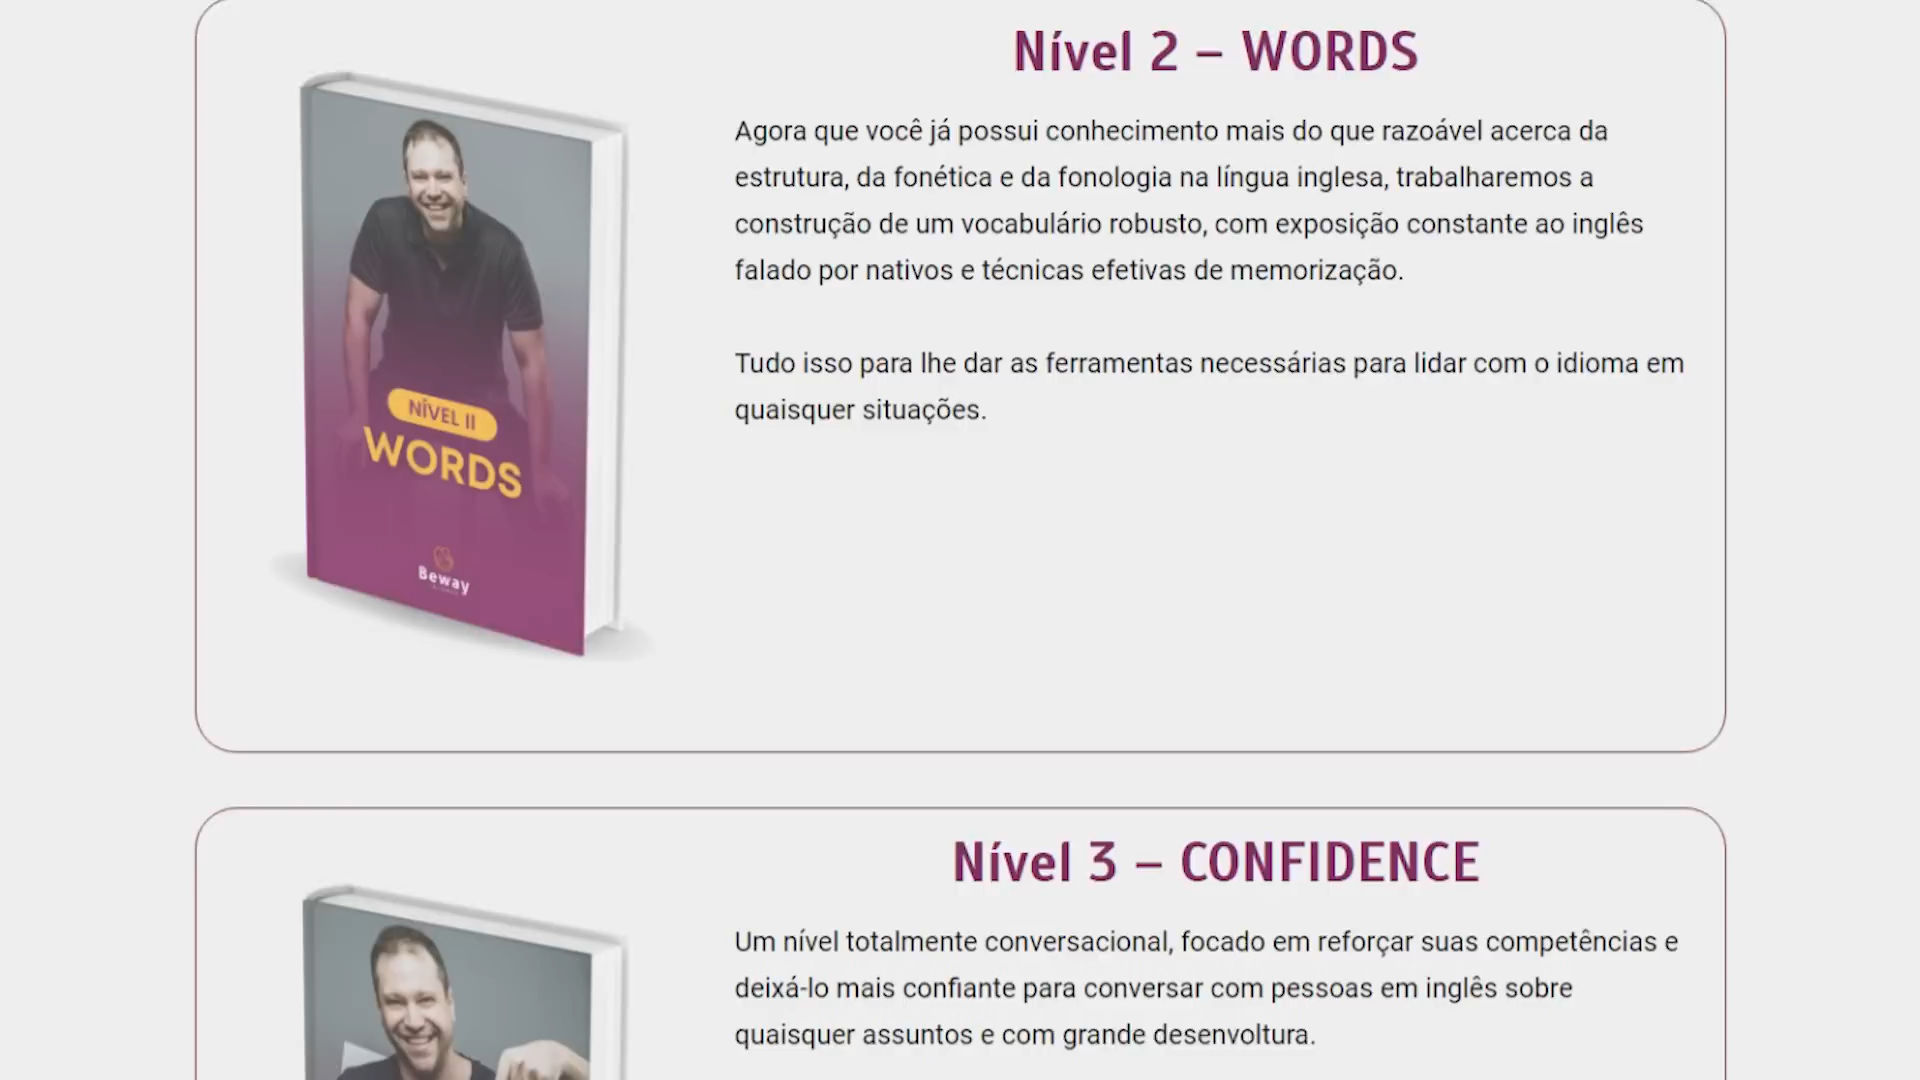 Nível 2 – WORDS
Agora que você já possui conhecimento mais do que razoável acerca da
estrutura, da fonética e da fonologia na língua inglesa, trabalharemos a
construção de um vocabulário robusto, com exposição constante ao inglês
falado por nativos e técnicas efetivas de memorização.
Tudo isso para lhe dar as ferramentas necessárias para lidar com o idioma em
quaisquer situações.
NÍVEL II
WORDS
Beway
Nível 3 – CONFIDENCE
Um nível totalmente conversacional, focado em reforçar suas competências e
deixá-lo mais confiante para conversar com pessoas em inglês sobre
quaisquer assuntos e com grande desenvoltura.